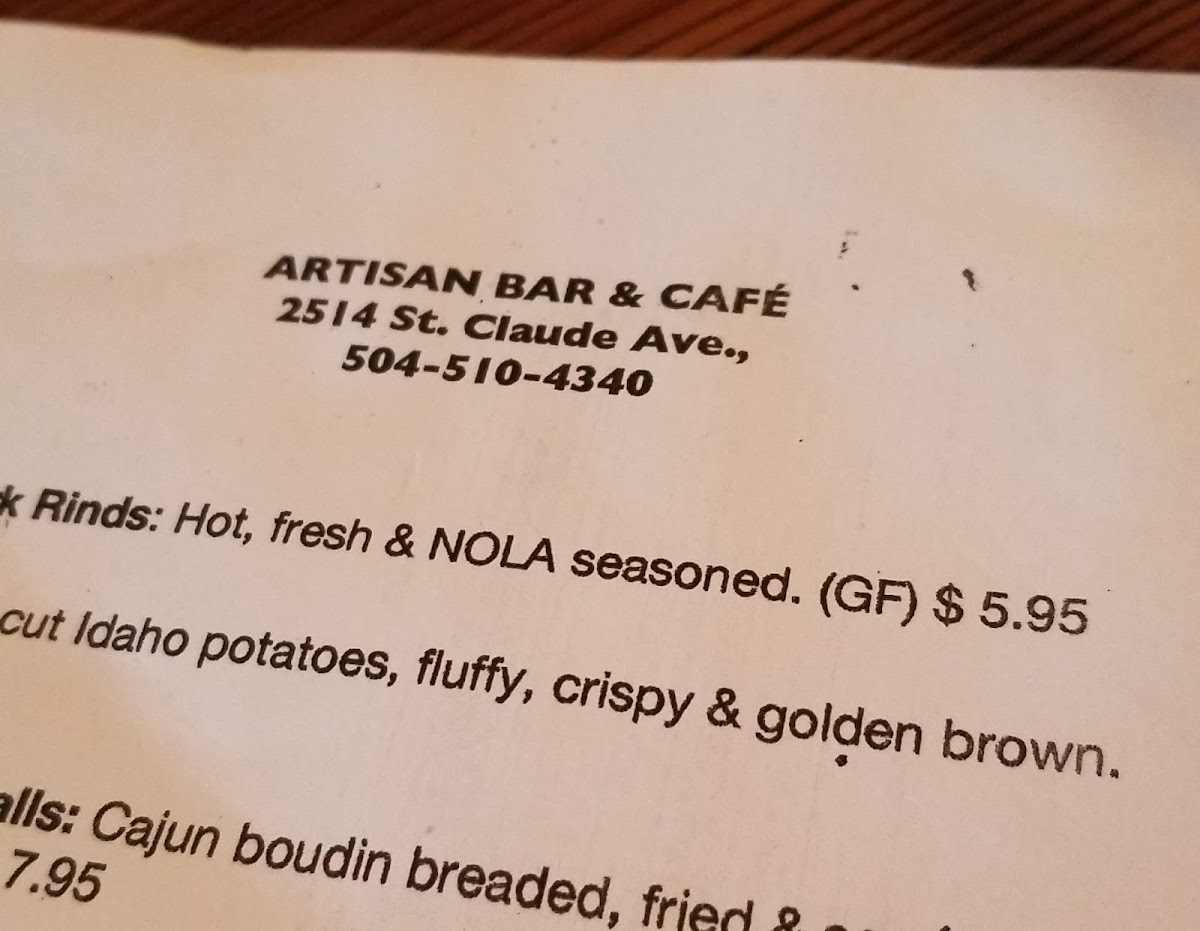 ARTISAN BAR & CAFÉ
2514 St. Claude Ave.,
504-510-4340
Rinds: Hot, fresh & NOLA seasoned. (GF) $ 5.95
cut Idaho potatoes, fluffy, crispy & golden brown.
Cajun boudin breaded, fried &
7.95